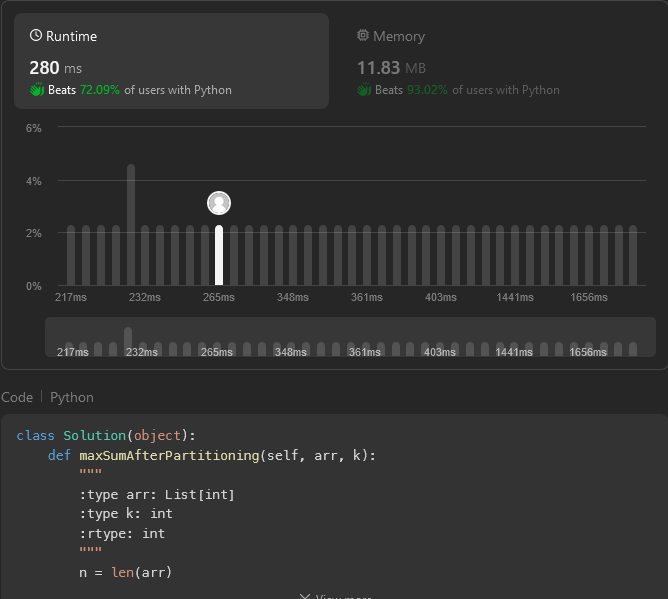 Runtime
280 ms
Beats 72.09% of users with Python
Memory
11.83 MB
Beats 93.02% of users with Python
6%
4%
2%
0%
217ms 232ms 265ms 348ms 361ms 403ms 1441ms 1656ms
217ms 232ms 265ms 348ms 361ms 403ms 1441ms 1656ms
Code | Python
class Solution(object):
    def maxSumAfterPartitioning(self, arr, k):
        """
        :type arr: List[int]
        :type k: int
        :rtype: int
        """
        n = len(arr)
View more